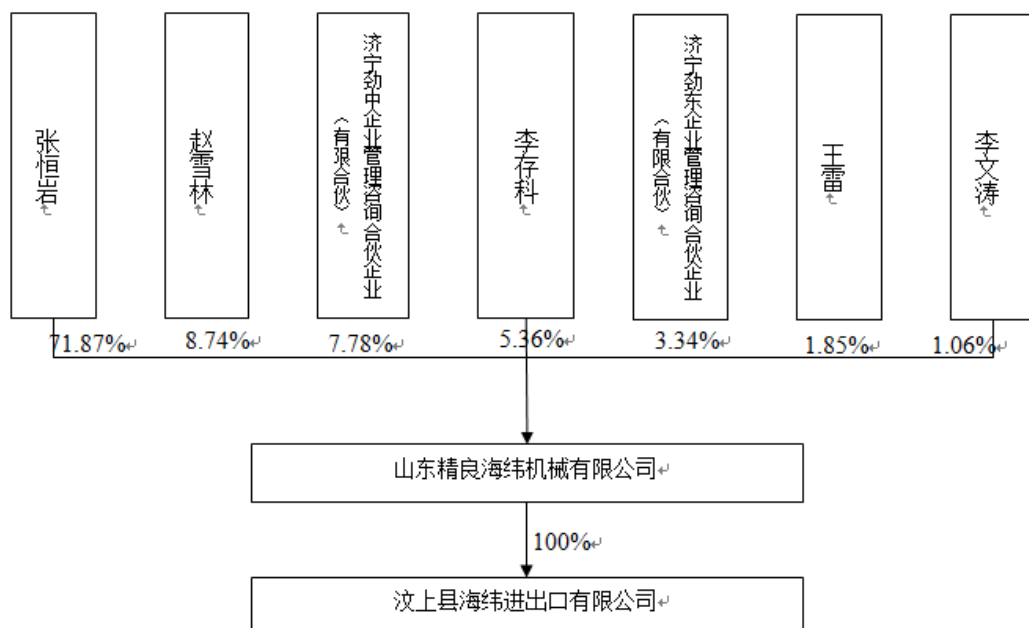 张恒岩
赵雪林
济宁劲中企业管理咨询合伙企业
（有限合伙）
李存科
济宁劲东企业管理咨询合伙企业
（有限合伙）
王雷
李文涛
71.87%
8.74%
7.78%
5.36%
3.34%
1.85%
1.06%
山东精良海纬机械有限公司
100%
汶上县海纬进出口有限公司